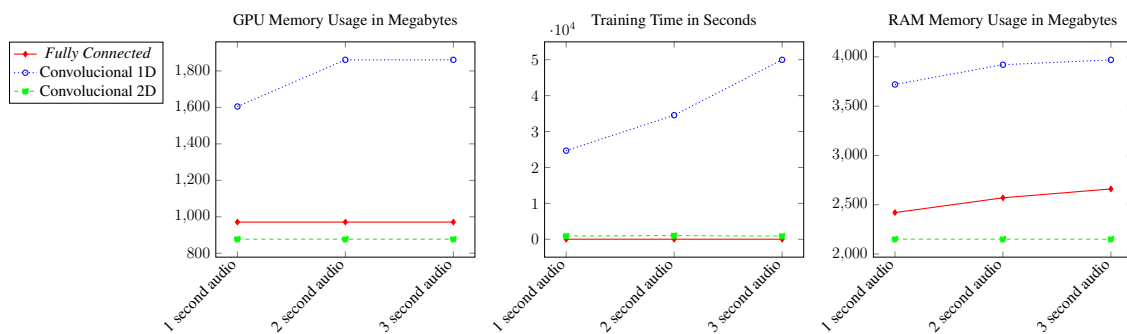 GPU Memory Usage in Megabytes
Training Time in Seconds
RAM Memory Usage in Megabytes
Fully Connected
Convolucional 1D
Convolucional 2D
1,800
1,600
1,400
1,200
1,000
800
1 second audio
2 second audio
3 second audio
·10⁴
5
4
3
2
1
0
1 second audio
2 second audio
3 second audio
4,000
3,500
3,000
2,500
2,000
1 second audio
2 second audio
3 second audio